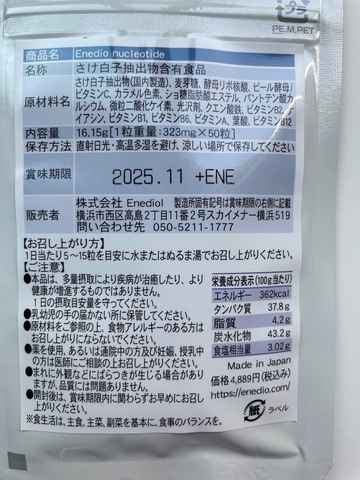 PE,M,PET
商品名 Enedio nucleotide
名称 さけ白子抽出物含有食品
原材料名 さけ白子抽出物(国内製造)、麦芽糖、酵母リボ核酸、ビール酵母/
ビタミンC、カラメル色素、ショ糖脂肪酸エステル、パントテン酸カ
ルシウム、微粒二酸化ケイ素、光沢剤、クエン酸鉄、ビタミンB2、ナ
イアシン、ビタミンB1、ビタミンB6、ビタミンA、葉酸、ビタミンB12
内容量 16.15g [1粒重量:323mg×50粒]
保存方法 直射日光・高温多湿を避け、涼しい場所で保存してください
賞味期限 2025.11 +ENE
販売者 株式会社 Enediol 製造所固有記号は賞味期限の右側に記載
横浜市西区高島2丁目11番2号スカイメナー横浜519
問い合わせ先 050-5211-1777
【お召し上がり方】
1日当たり5~15粒を目安に水またはぬるま湯でお召し上がりください。
【ご注意】
●本品は、多量摂取により疾病が治癒したり、より
健康が増進するものではありません。
1日の摂取目安量を守ってください。
●乳幼児の手の届かない所に保管してください。
●原材料をご参照の上、食物アレルギーのある方は
お召し上がりにならないでください。
●薬を使用、あるいは通院中の方及び妊娠、授乳中
の方は医師にご相談の上お召し上がりください。
●まれに外観などにばらつきが生じる場合があります
が、品質には問題ありません。
●開封後は、賞味期限内に関わらずお早めにお召し
上がりください。
※食生活は、主食、主菜、副菜を基本に、食事のバランスを。
栄養成分表示(100g当たり)
エネルギー 362kcal
タンパク質 37.8g
脂質 4.2g
炭水化物 43.2g
食塩相当量 3.02g
Made in Japan
価格 4,889円(税込み)
https://enedio.com/
紙 ラベル